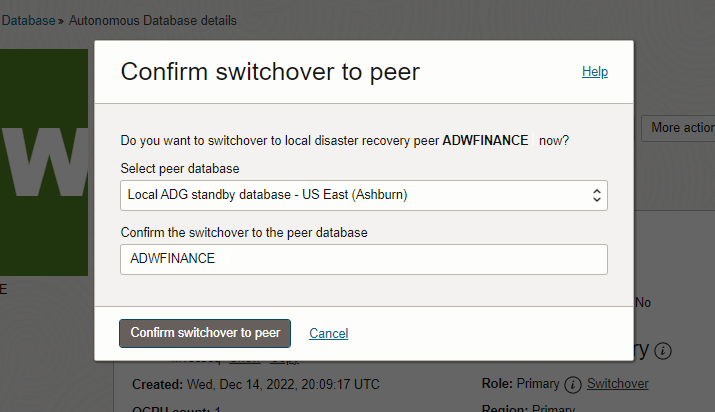 Database » Autonomous Database details
W
Confirm switchover to peer
Help
More action
Do you want to switchover to local disaster recovery peer ADWFINANCE now?
Select peer database
Local ADG standby database - US East (Ashburn)
Confirm the switchover to the peer database
ADWFINANCE
E
No
Confirm switchover to peer
Cancel
ry
Created: Wed, Dec 14, 2022, 20:09:17 UTC
Role: Primary
Switchover
OCPU count: 1
Region: Primary